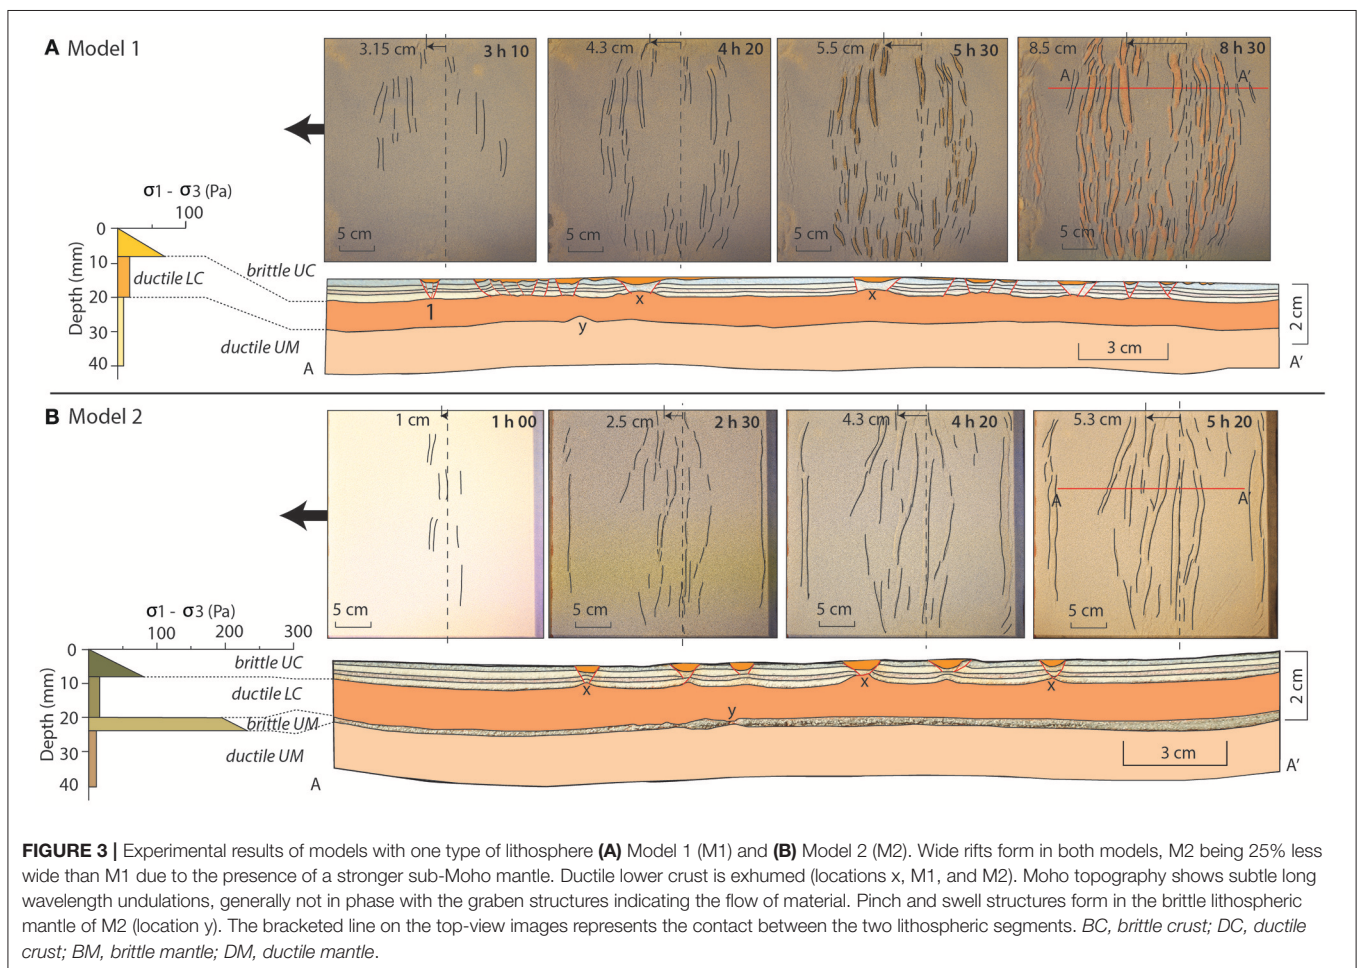 A Model 1
3.15 cm 3 h 10
4.3 cm 4 h 20
5.5 cm 5 h 30
8.5 cm 8 h 30
A A'
5 cm
5 cm
5 cm
5 cm
σ1 - σ3 (Pa)
100
Depth (mm)
0
10
20
30
40
brittle UC
ductile LC
ductile UM
1
x
x
y
A A'
3 cm
2 cm
B Model 2
1 cm 1 h 00
2.5 cm 2 h 30
4.3 cm 4 h 20
5.3 cm 5 h 20
A A'
5 cm
5 cm
5 cm
5 cm
σ1 - σ3 (Pa)
100 200 300
Depth (mm)
0
10
20
30
40
brittle UC
ductile LC
brittle UM
ductile UM
x
x
x
y
A A'
3 cm
2 cm
FIGURE 3 | Experimental results of models with one type of lithosphere (A) Model 1 (M1) and (B) Model 2 (M2). Wide rifts form in both models, M2 being 25% less
wide than M1 due to the presence of a stronger sub-Moho mantle. Ductile lower crust is exhumed (locations x, M1, and M2). Moho topography shows subtle long
wavelength undulations, generally not in phase with the graben structures indicating the flow of material. Pinch and swell structures form in the brittle lithospheric
mantle of M2 (location y). The bracketed line on the top-view images represents the contact between the two lithospheric segments. BC, brittle crust; DC, ductile
crust; BM, brittle mantle; DM, ductile mantle.